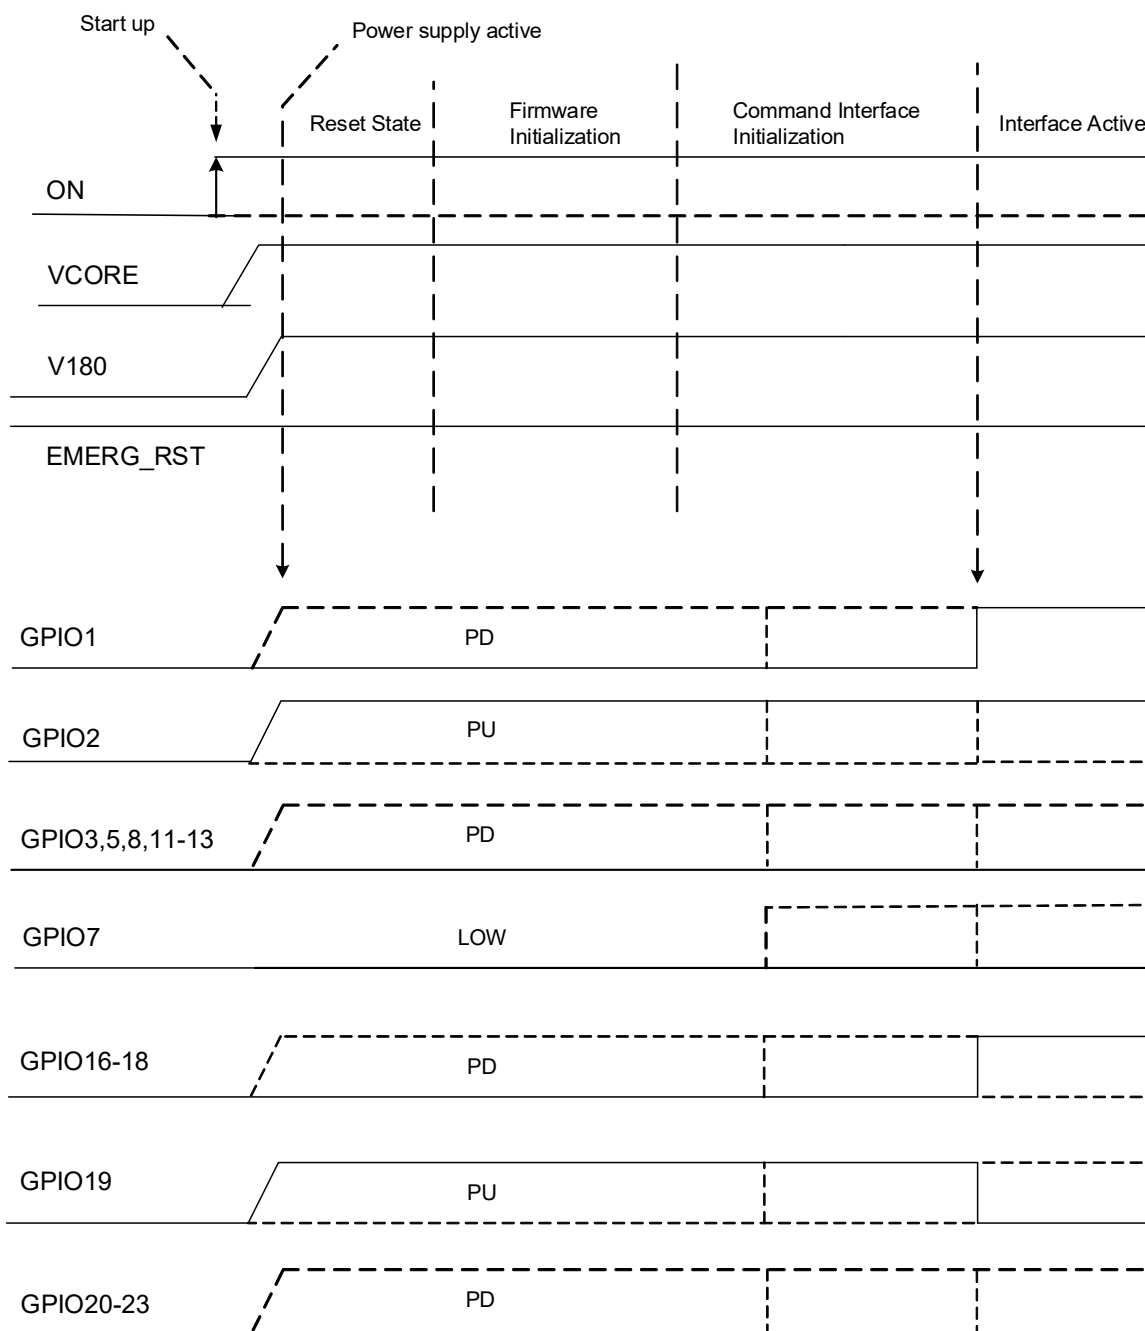 Start up
Power supply active
Reset State
Firmware
Initialization
Command Interface
Initialization
Interface Active
ON
VCORE
V180
EMERG_RST
GPIO1
PD
GPIO2
PU
GPIO3,5,8,11-13
PD
GPIO7
LOW
GPIO16-18
PD
GPIO19
PU
GPIO20-23
PD